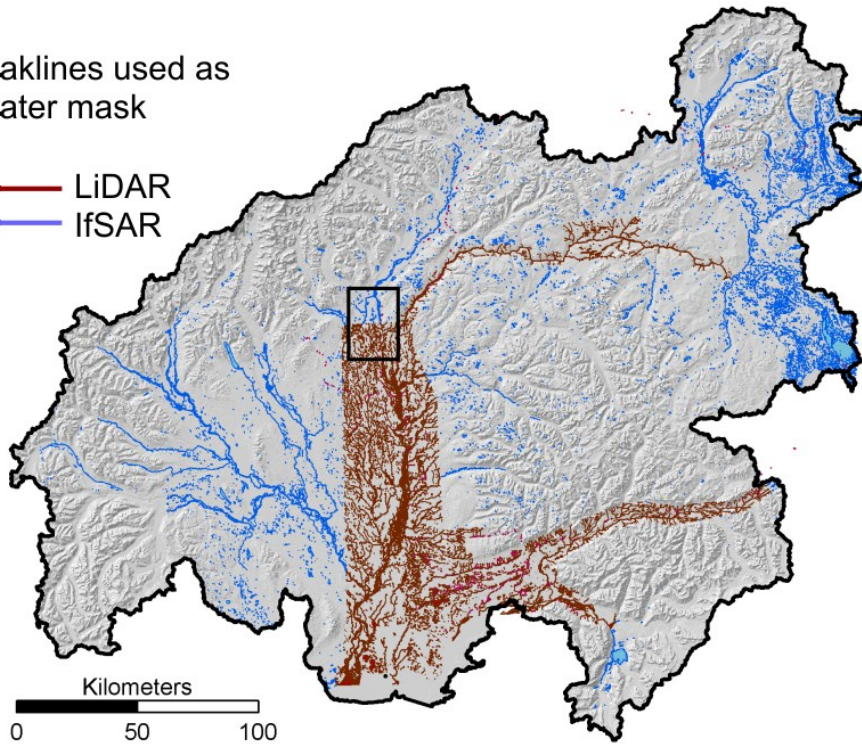 aklines used as
ater mask
LiDAR
IfSAR
Kilometers
0 50 100